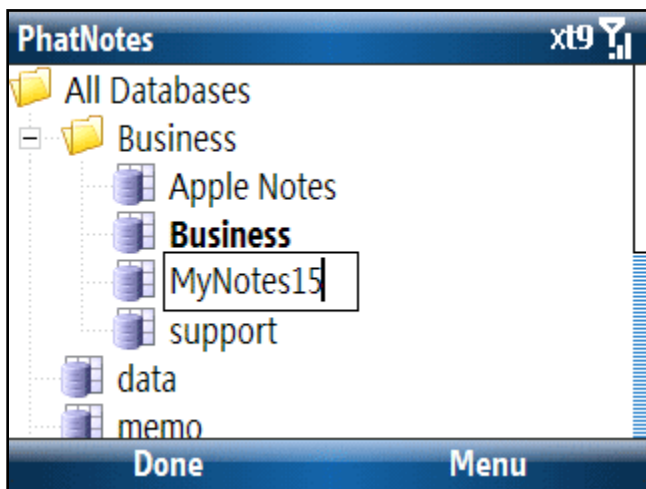 PhatNotes xt9
All Databases
Business
Apple Notes
Business
MyNotes15
support
data
memo
Done Menu